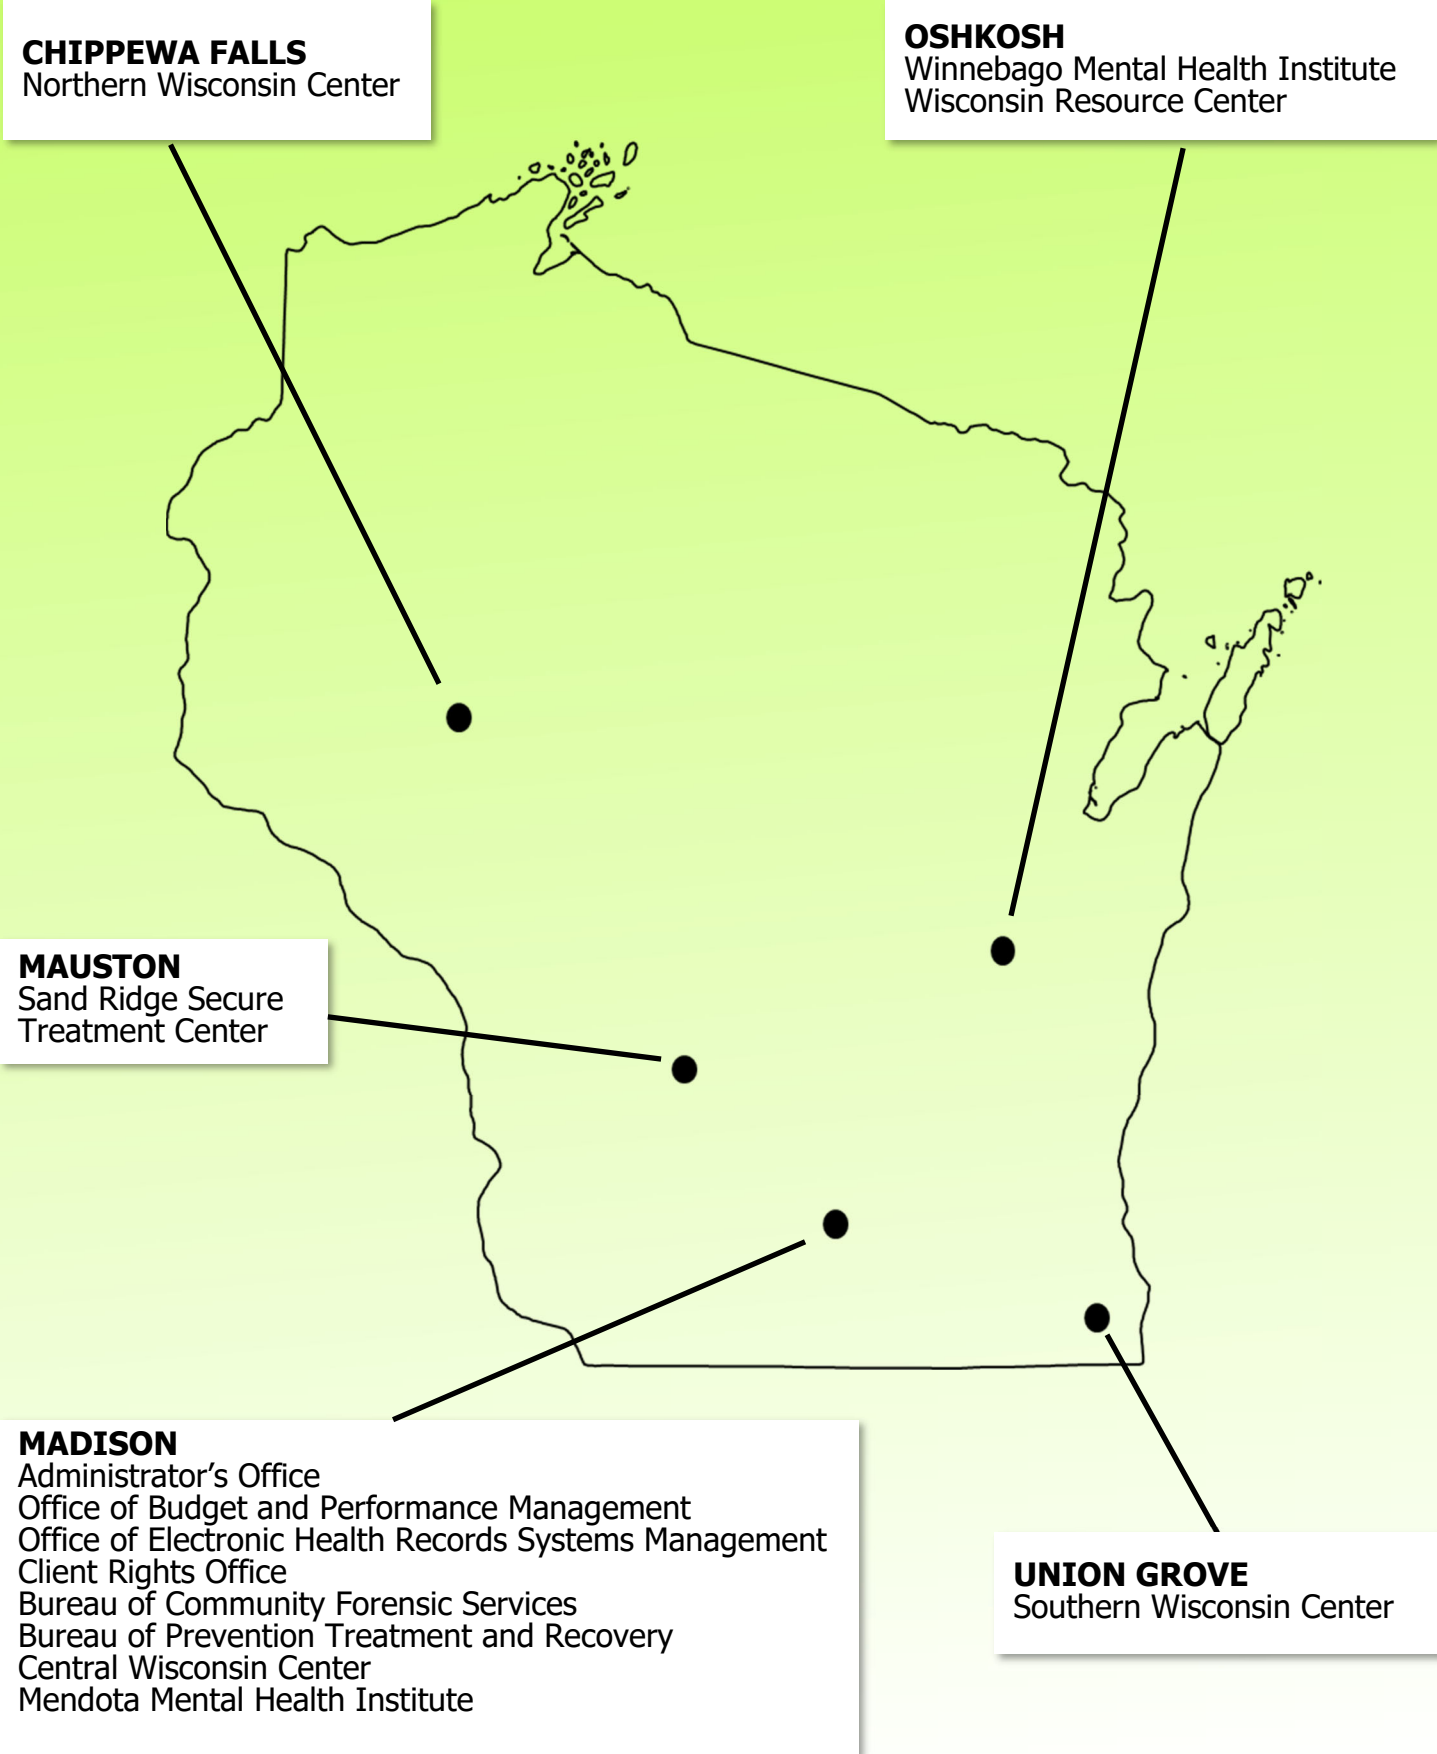 CHIPPEWA FALLS
Northern Wisconsin Center
OSHKOSH
Winnebago Mental Health Institute
Wisconsin Resource Center
MAUSTON
Sand Ridge Secure
Treatment Center
MADISON
Administrator’s Office
Office of Budget and Performance Management
Office of Electronic Health Records Systems Management
Client Rights Office
Bureau of Community Forensic Services
Bureau of Prevention Treatment and Recovery
Central Wisconsin Center
Mendota Mental Health Institute
UNION GROVE
Southern Wisconsin Center